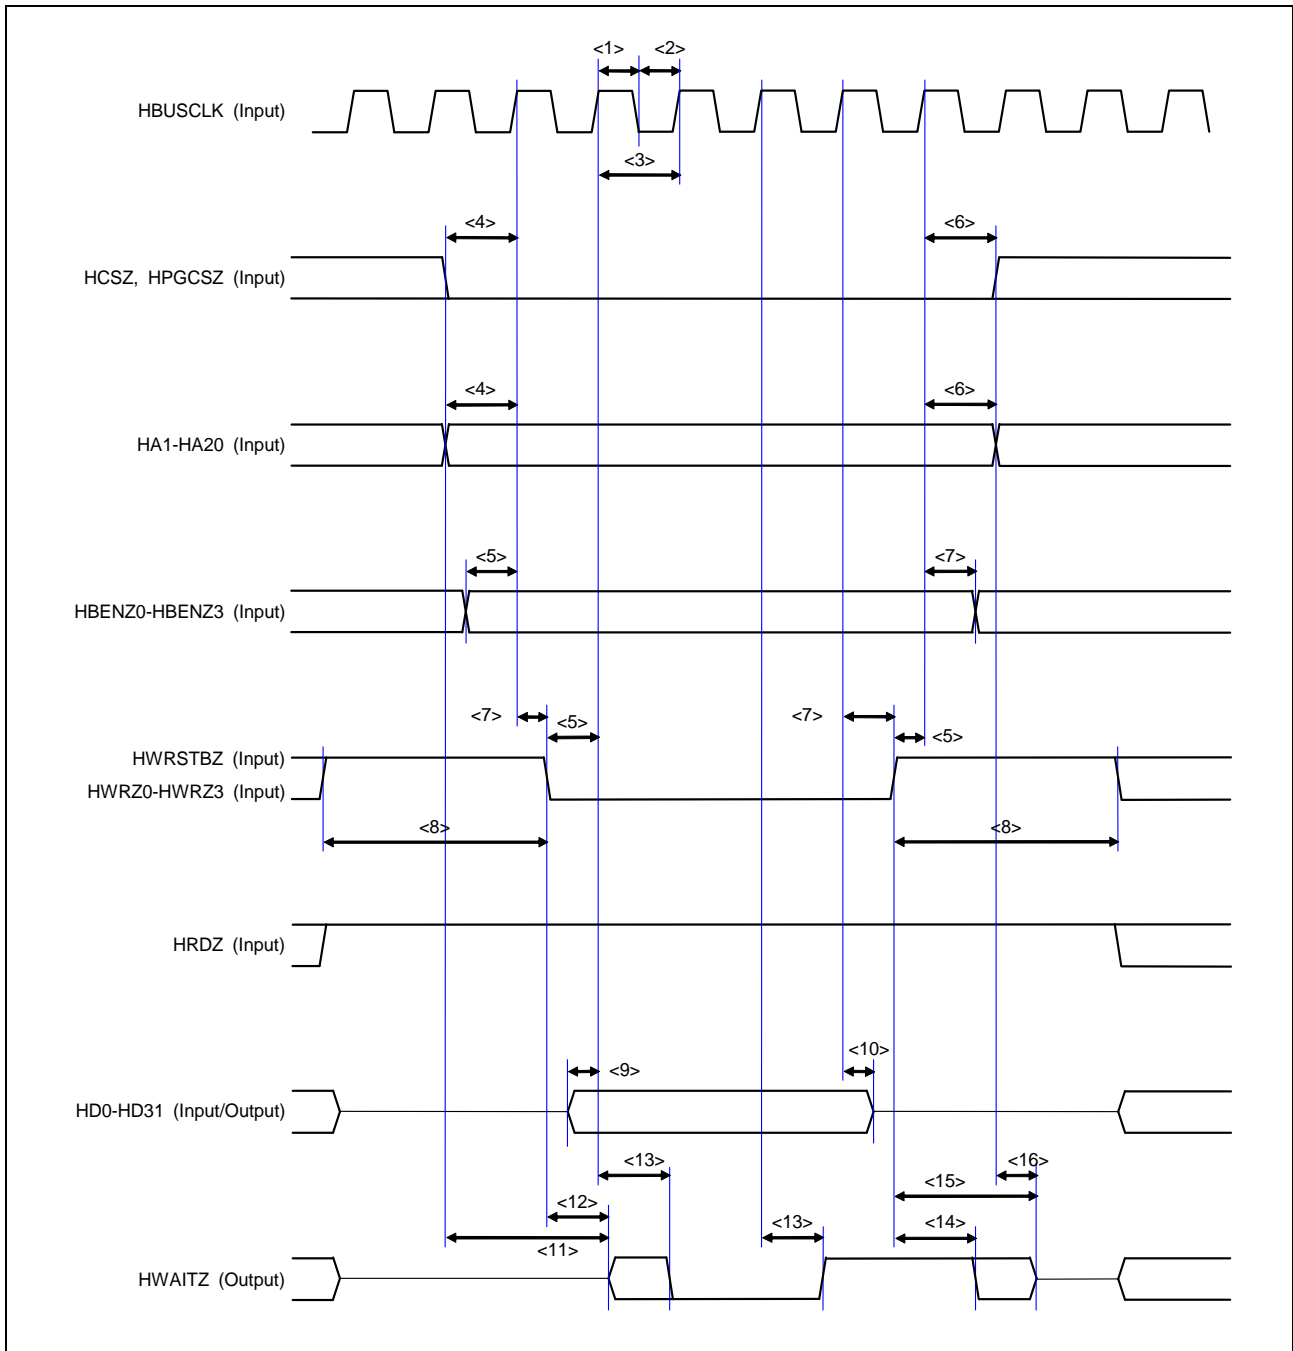 <1> <2>
HBUSCLK (Input)
<3>
<4> <6>
HCSZ, HPGCSZ (Input)
<4> <6>
HA1-HA20 (Input)
<5> <7>
HBENZ0-HBENZ3 (Input)
<7> <5> <7> <5>
HWRSTBZ (Input)
HWRZ0-HWRZ3 (Input)
<8> <8>
HRDZ (Input)
<9> <10>
HD0-HD31 (Input/Output)
<13> <16>
<15>
<12> <13> <14>
<11>
HWAITZ (Output)